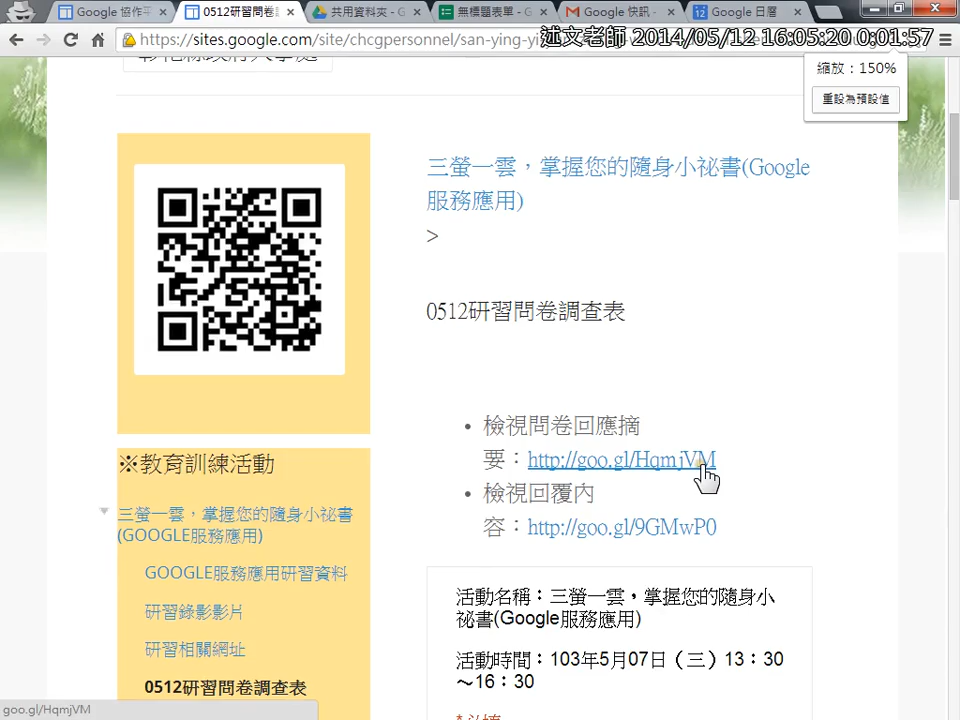 Google 協作平
0512研習問卷
共用資料夾 - G
無標題表單 - G
Google 快訊 -
Google 日曆
https://sites.google.com/site/chcgpersonnel/san-ying-yi
述文老師 2014/05/12 16:05:20 0:01:57
縮放：150%
重設為預設值
三螢一雲，掌握您的隨身小祕書(Google
服務應用)
>
0512研習問卷調查表
• 檢視問卷回應摘
要：http://goo.gl/HqmjVM
• 檢視回覆內
容：http://goo.gl/9GMwP0
※教育訓練活動
三螢一雲，掌握您的隨身小祕書
(GOOGLE服務應用)
GOOGLE服務應用研習資料
研習錄影影片
研習相關網址
0512研習問卷調查表
活動名稱：三螢一雲，掌握您的隨身小
祕書(Google服務應用)
活動時間：103年5月07日（三）13：30
～16：30
*必填
goo.gl/HqmjVM